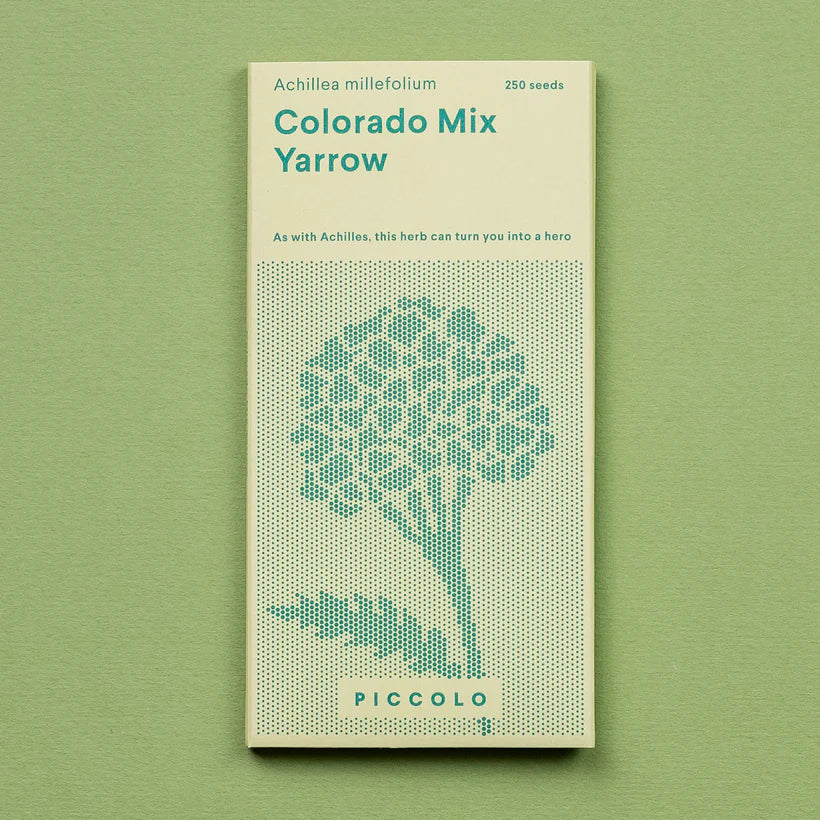 Achillea millefolium
250 seeds
Colorado Mix
Yarrow
As with Achilles, this herb can turn you into a hero
PICCOLO